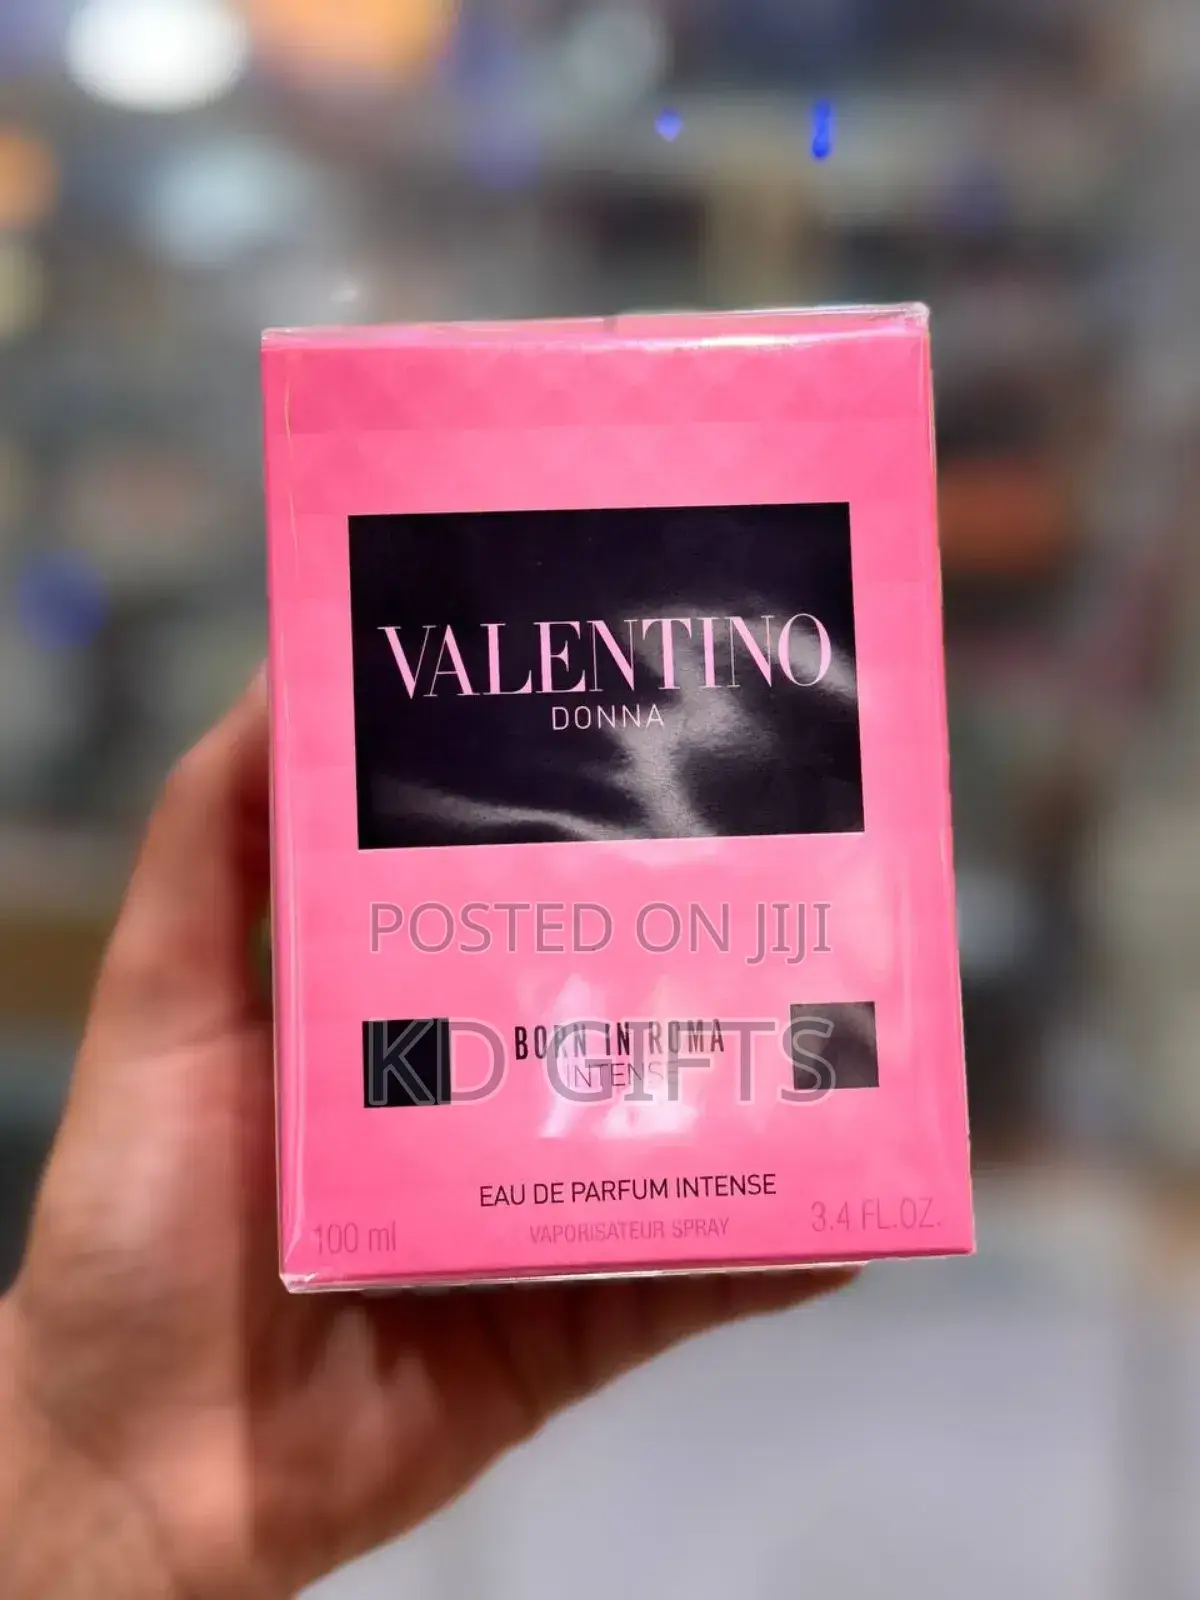 VALENTINO
DONNA
POSTED ON JIJI
BORN IN ROMA
KD GIFTS
INTENSE
EAU DE PARFUM INTENSE
100 ml
VAPORISATEUR SPRAY
3.4 FL.OZ.